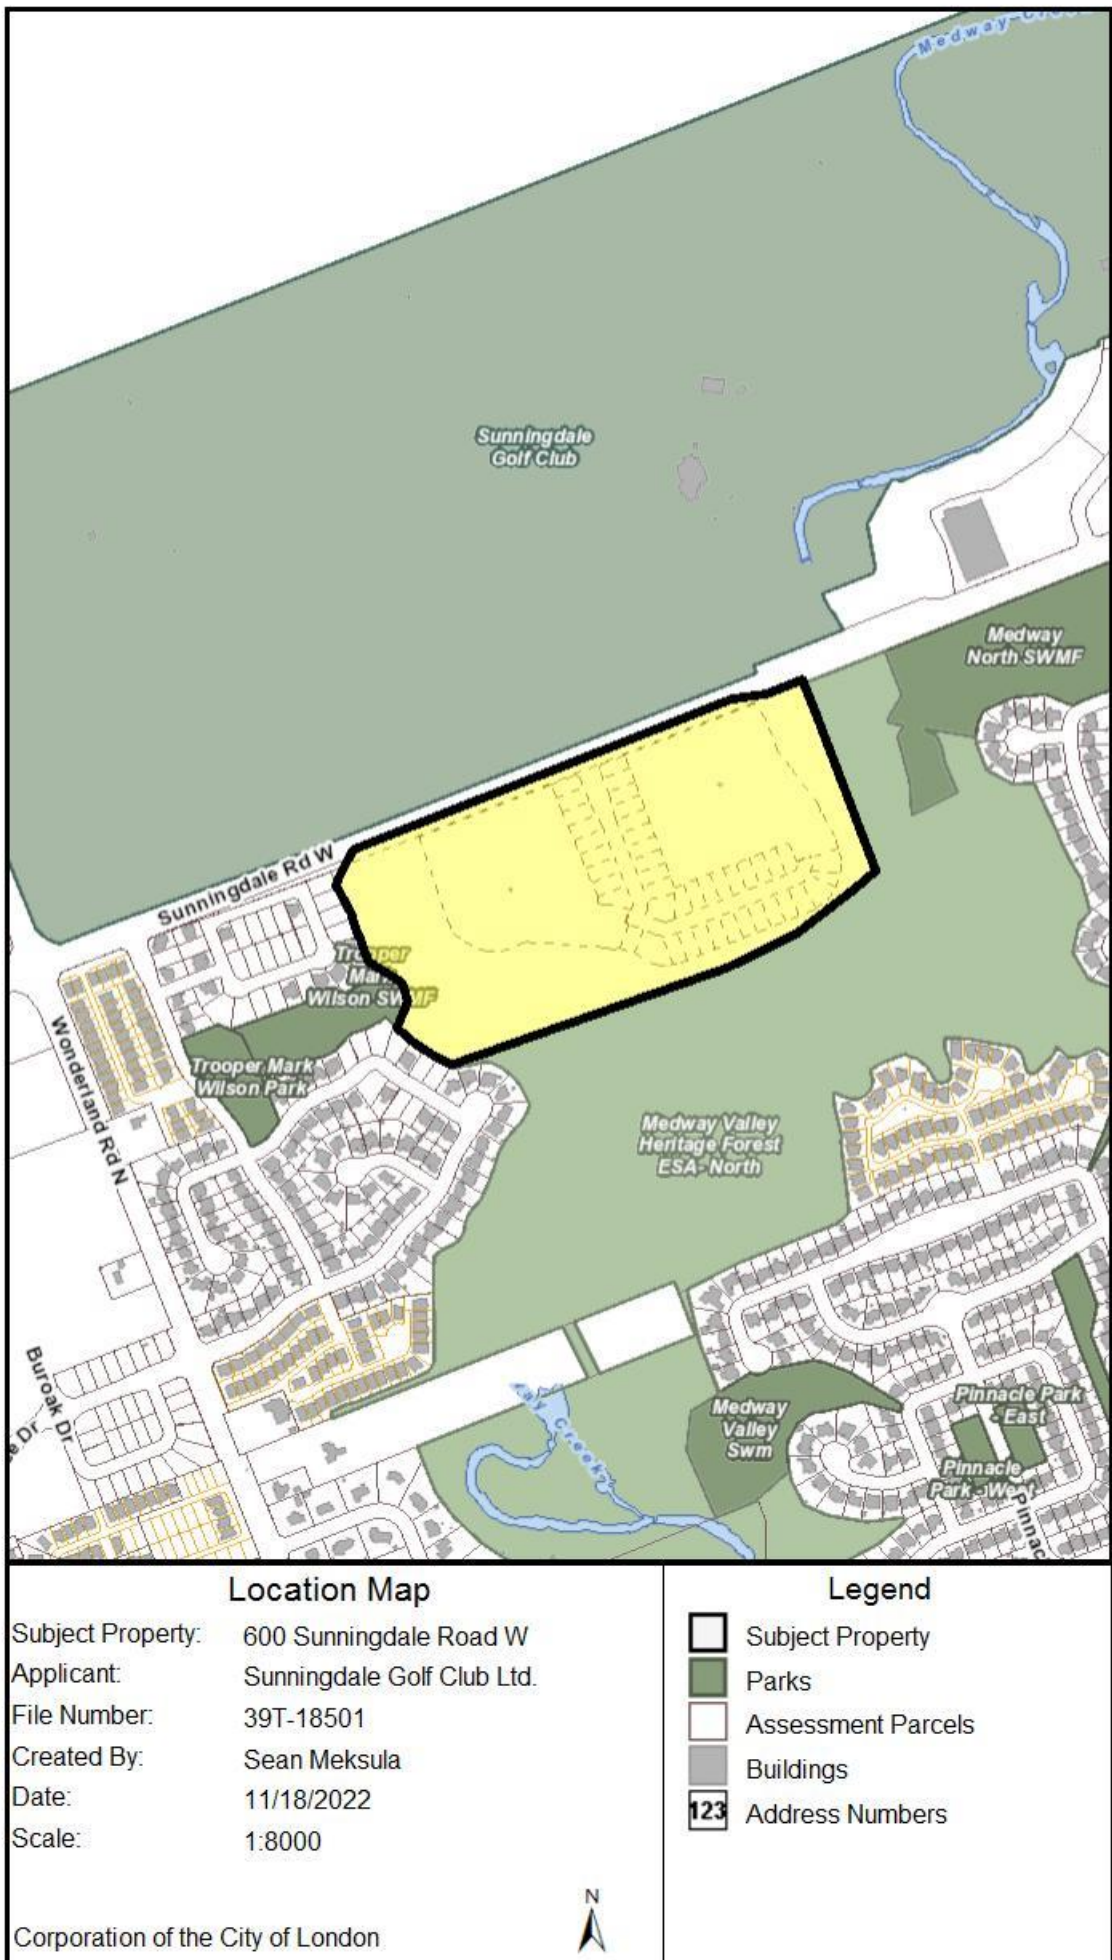 Medway
Sunningdale
Golf Club
Medway
North SWMF
Sunningdale Rd W
Trooper
Mark
Wilson SWMF
Trooper Mark
Wilson Park
Wonderland Rd N
Medway Valley
Heritage Forest
ESA- North
Buroak Dr
e Dr
Creek
Medway
Valley
Swm
Pinnacle Park
- East
Pinnacle
Park - West
Pinnac
Location Map
Subject Property: 600 Sunningdale Road W
Applicant: Sunningdale Golf Club Ltd.
File Number: 39T-18501
Created By: Sean Meksula
Date: 11/18/2022
Scale: 1:8000
Corporation of the City of London
N
Legend
Subject Property
Parks
Assessment Parcels
Buildings
123 Address Numbers